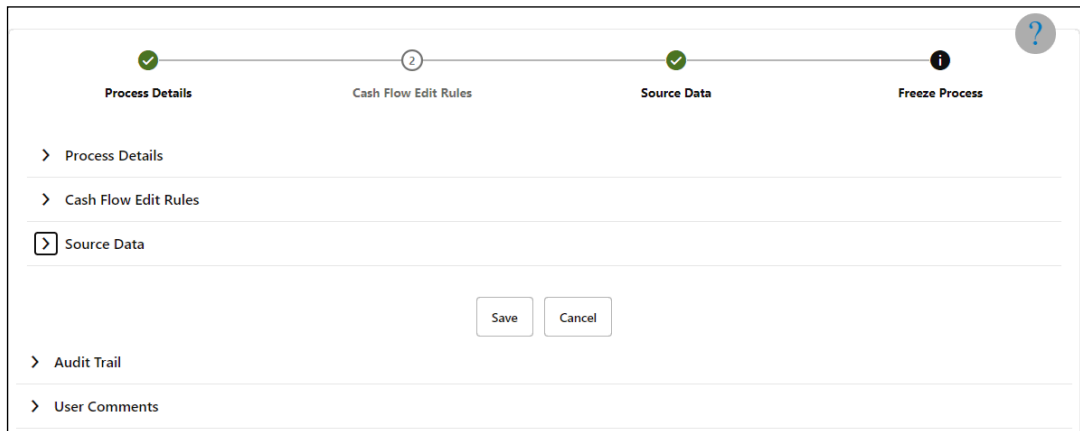 ?
2
i
Process Details
Cash Flow Edit Rules
Source Data
Freeze Process
Process Details
Cash Flow Edit Rules
Source Data
Save
Cancel
Audit Trail
User Comments